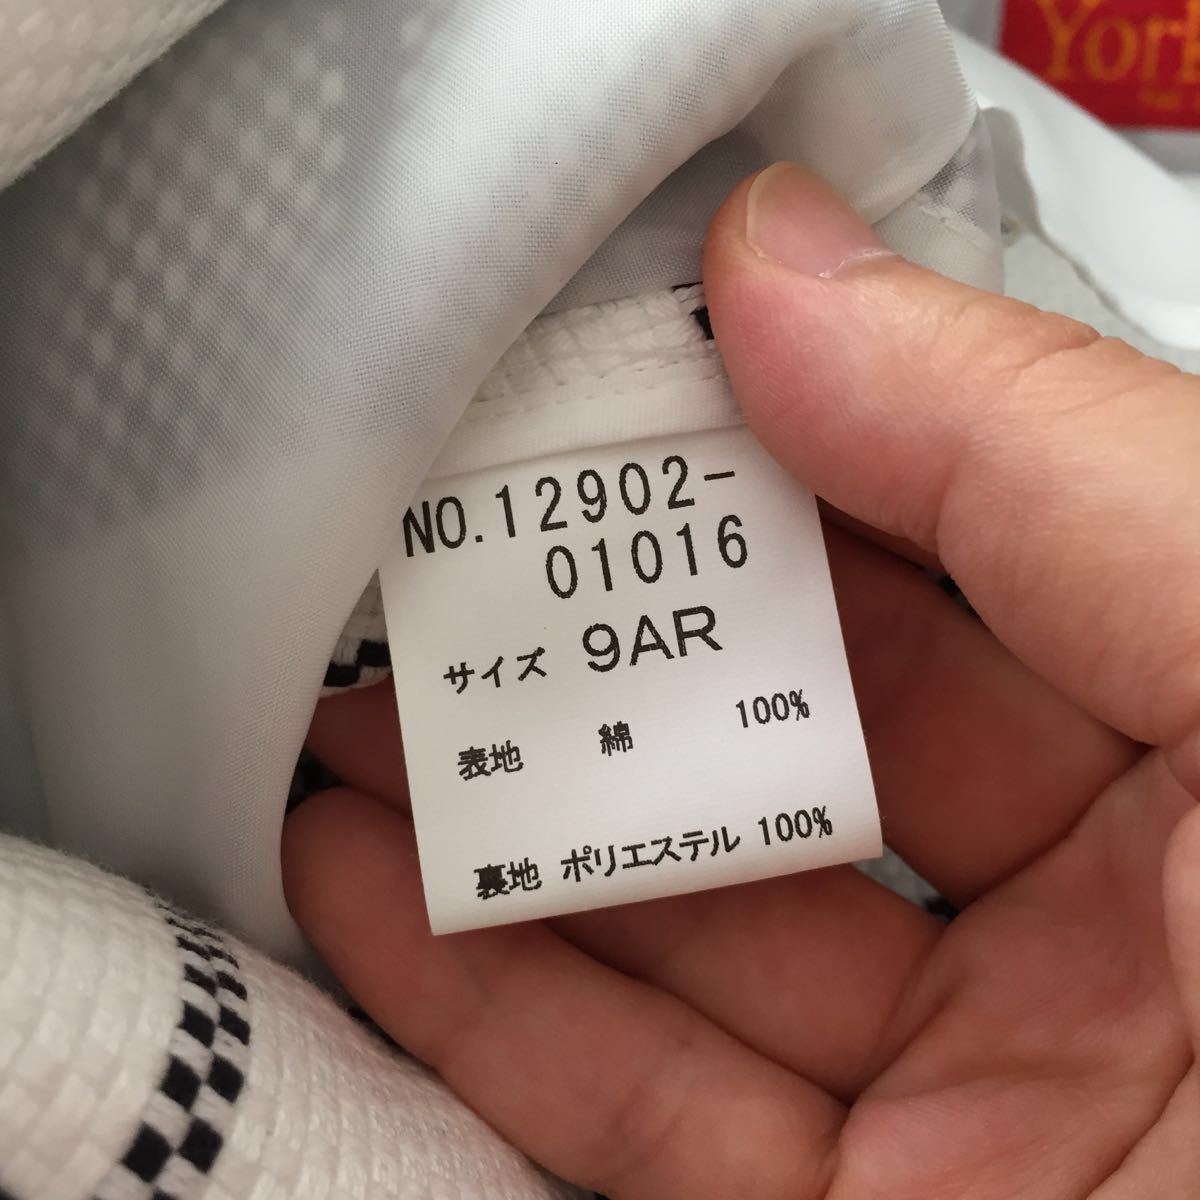 York
NO.12902-
01016
サイズ 9AR
表地 綿 100%
裏地 ポリエステル 100%